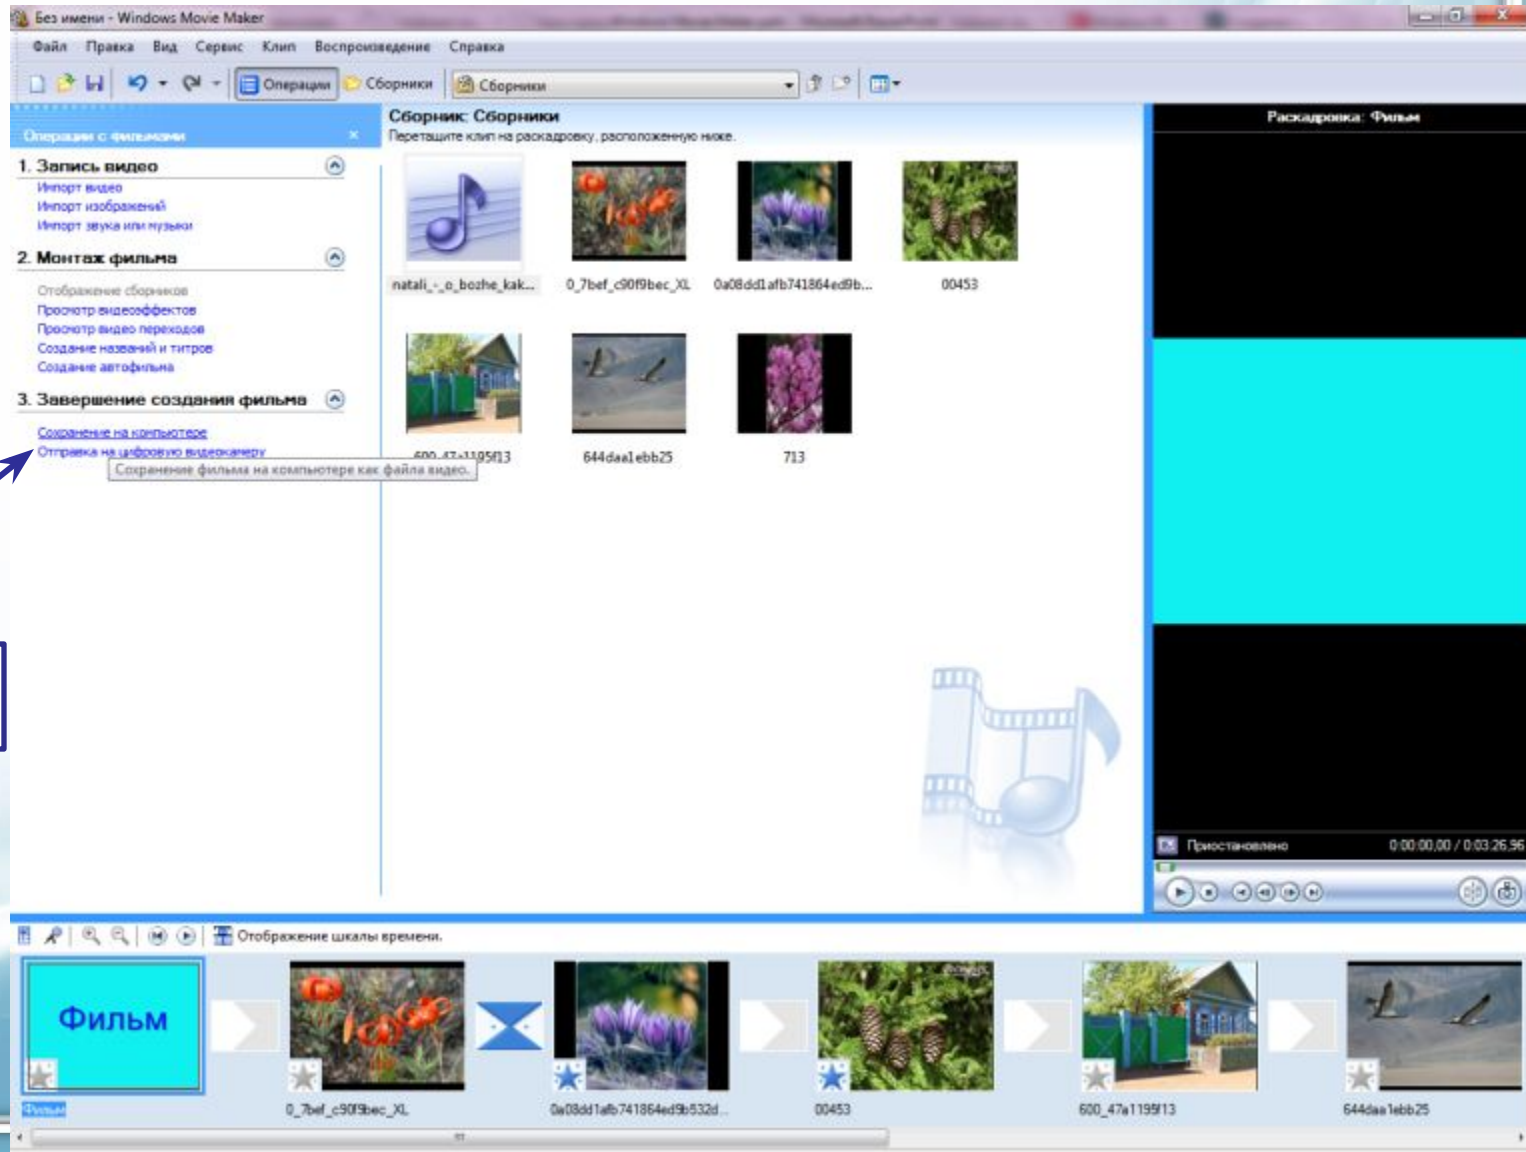 Без имени - Windows Movie Maker
Файл Правка Вид Сервис Клип Воспроизведение Справка
Операции Сборники Сборники
Операции с фильмами
1. Запись видео
Импорт видео
Импорт изображений
Импорт звука или музыки
2. Монтаж фильма
Отображение сборников
Просмотр видеоэффектов
Просмотр видео переходов
Создание названий и титров
Создание автофильма
3. Завершение создания фильма
Сохранение на компьютере
Отправка на цифровую видеокамеру
Сохранение фильма на компьютере как файла видео.
Сборник: Сборники
Перетащите клип на раскадровку, расположенную ниже.
natali_-_o_bozhe_kak...
0_7bef_c90f9bec_XL
0a08dd1afb741864ed9b...
00453
600_47a1195f13
644daa1ebb25
713
Раскадровка: Фильм
Приостановлено 0:00:00,00 / 0:03:26,96
Отображение шкалы времени.
Фильм
Фильм
0_7bef_c90f9bec_XL
0a08dd1afb741864ed9b532d...
00453
600_47a1195f13
644daa1ebb25